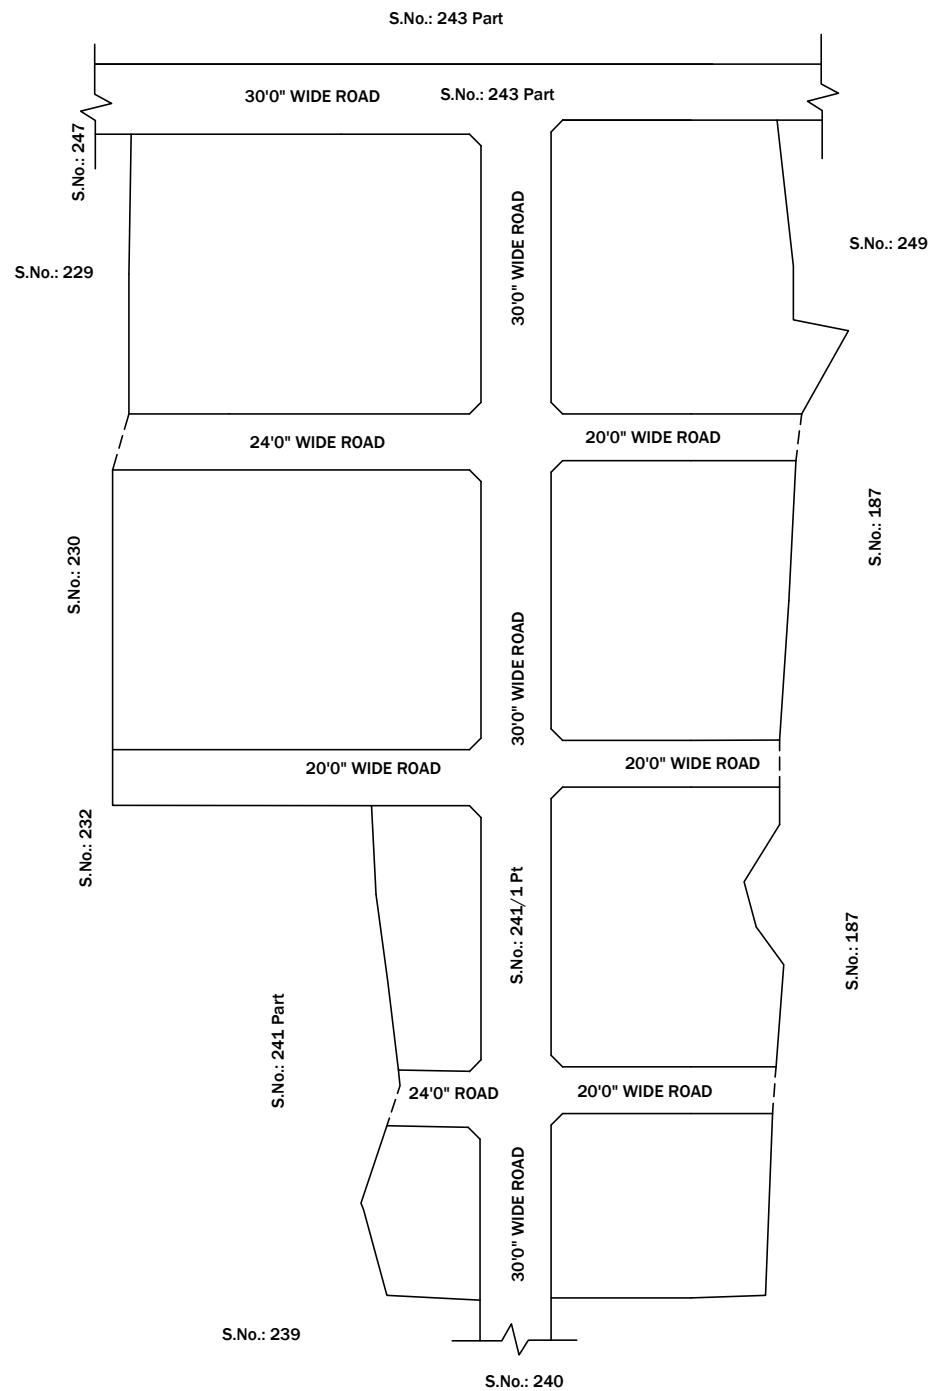 S.No.: 243 Part
30'0" WIDE ROAD
S.No.: 243 Part
S.No.: 247
30'0" WIDE ROAD
S.No.: 249
S.No.: 229
24'0" WIDE ROAD
20'0" WIDE ROAD
S.No.: 187
S.No.: 230
30'0" WIDE ROAD
20'0" WIDE ROAD
20'0" WIDE ROAD
S.No.: 232
S.No.: 241/1 Pt
S.No.: 187
S.No.: 241 Part
24'0" ROAD
20'0" WIDE ROAD
30'0" WIDE ROAD
S.No.: 239
S.No.: 240